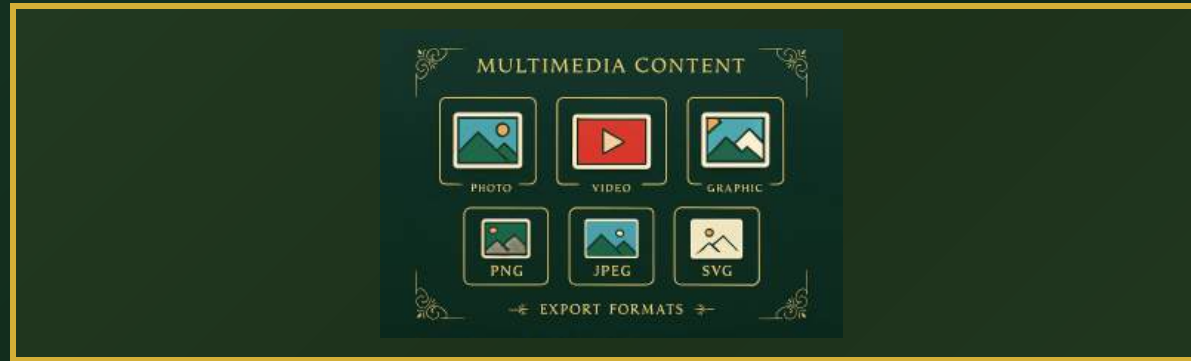 MULTIMEDIA CONTENT
PHOTO VIDEO GRAPHIC
PNG JPEG SVG
EXPORT FORMATS